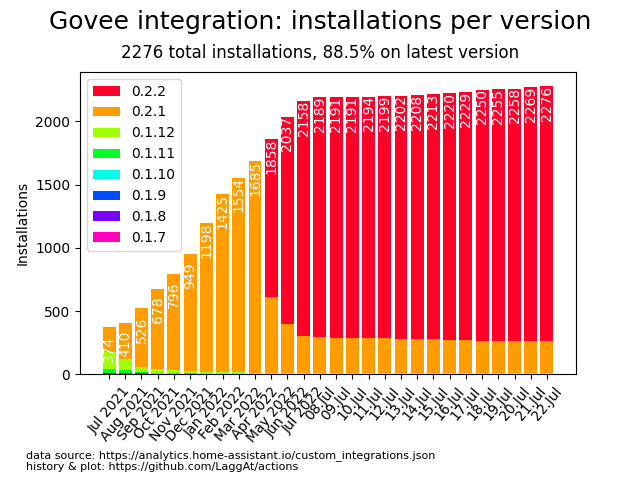 Govee integration: installations per version
2276 total installations, 88.5% on latest version
0.2.2
0.2.1
0.1.12
0.1.11
0.1.10
0.1.9
0.1.8
0.1.7
Installations
2000
1500
1000
500
0
374
410
526
678
796
949
1198
1425
1554
1685
1858
2037
2158
2189
2191
2191
2194
2199
2202
2208
2213
2220
2229
2250
2255
2258
2269
2276
Jul 2021
Aug 2021
Sep 2021
Oct 2021
Nov 2021
Dec 2021
Jan 2022
Feb 2022
Mar 2022
Apr 2022
May 2022
Jun 2022
Jul 2022
08.Jul
09.Jul
10.Jul
11.Jul
12.Jul
13.Jul
14.Jul
15.Jul
16.Jul
17.Jul
18.Jul
19.Jul
20.Jul
21.Jul
22.Jul
data source: https://analytics.home-assistant.io/custom_integrations.json
history & plot: https://github.com/LaggAt/actions